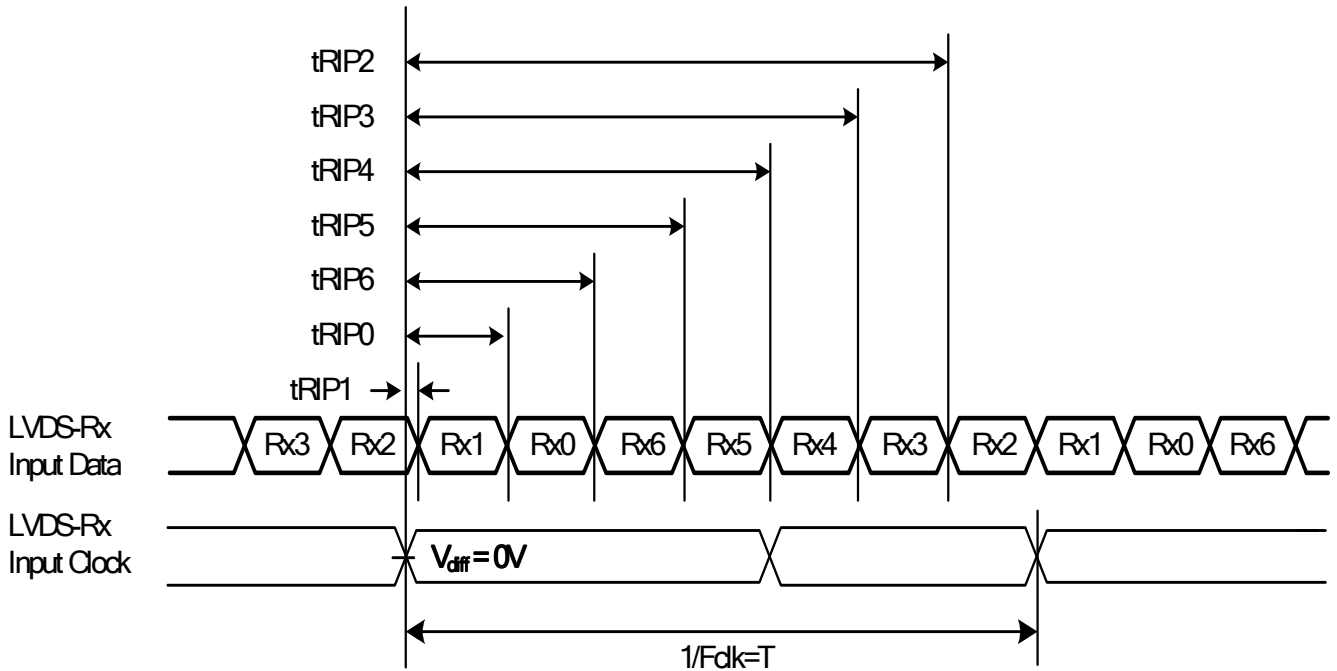 tRIP2
tRIP3
tRIP4
tRIP5
tRIP6
tRIP0
tRIP1
LVDS-Rx
Input Data
Rx3 Rx2 Rx1 Rx0 Rx6 Rx5 Rx4 Rx3 Rx2 Rx1 Rx0 Rx6
LVDS-Rx
Input Clock
Vdiff = 0V
1/Fclk=T